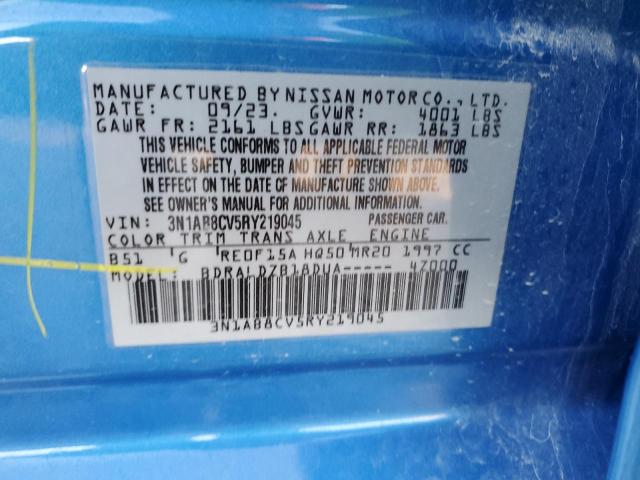 MANUFACTURED BY NISSAN MOTOR CO., LTD.
DATE: 09/23. GVWR: 4001 LBS
GAWR FR: 2161 LBS GAWR RR: 1863 LBS
THIS VEHICLE CONFORMS TO ALL APPLICABLE FEDERAL MOTOR
VEHICLE SAFETY, BUMPER AND THEFT PREVENTION STANDARDS
IN EFFECT ON THE DATE OF MANUFACTURE SHOWN ABOVE.
SEE OWNER'S MANUAL FOR ADDITIONAL INFORMATION.
VIN: 3N1AB8CV5RY219045 PASSENGER CAR.
COLOR TRIM TRANS AXLE ENGINE
B51 G RE0F15A HQ50 MR20 1997 CC
BDRALDZB18DUA----- 4Z000
3N1AB8CV5RY219045